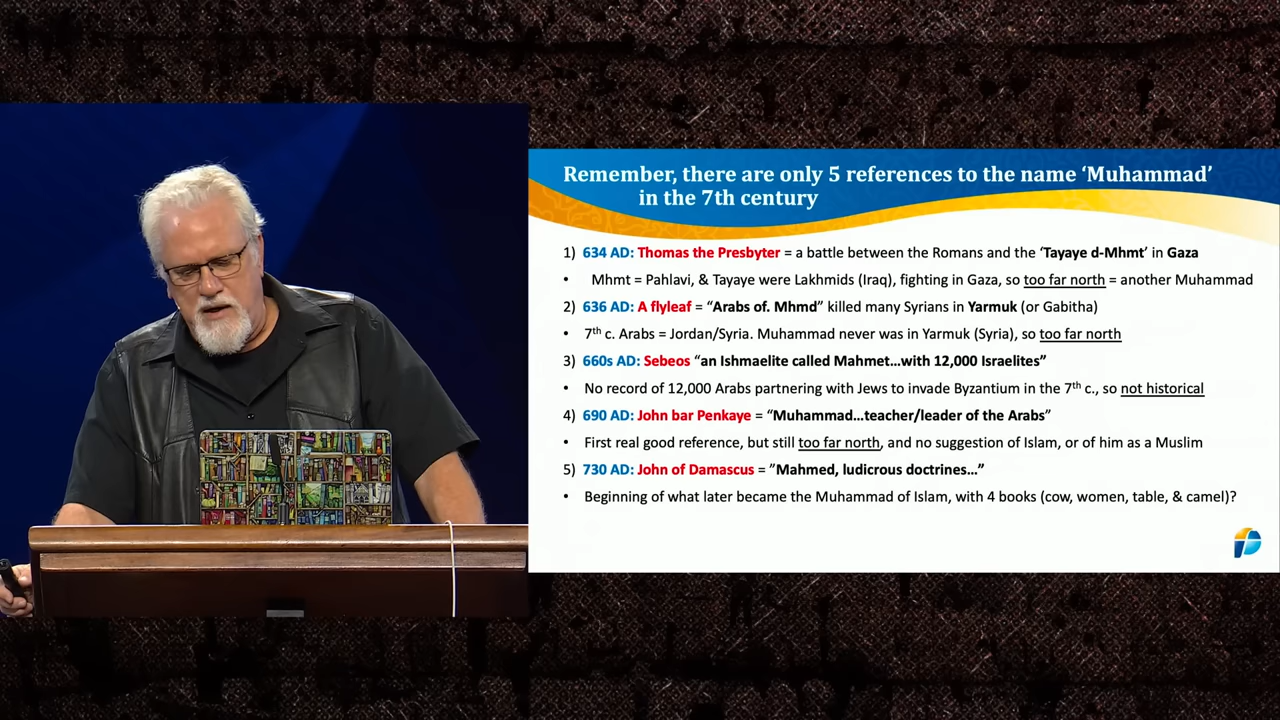 Remember, there are only 5 references to the name ‘Muhammad’
in the 7th century
1) 634 AD: Thomas the Presbyter = a battle between the Romans and the ‘Tayaye d-Mhmt’ in Gaza
• Mhmt = Pahlavi, & Tayaye were Lakhmids (Iraq), fighting in Gaza, so too far north = another Muhammad
2) 636 AD: A flyleaf = “Arabs of. Mhmd” killed many Syrians in Yarmuk (or Gabitha)
• 7th c. Arabs = Jordan/Syria. Muhammad never was in Yarmuk (Syria), so too far north
3) 660s AD: Sebeos “an Ishmaelite called Mahmet…with 12,000 Israelites”
• No record of 12,000 Arabs partnering with Jews to invade Byzantium in the 7th c., so not historical
4) 690 AD: John bar Penkaye = “Muhammad…teacher/leader of the Arabs”
• First real good reference, but still too far north, and no suggestion of Islam, or of him as a Muslim
5) 730 AD: John of Damascus = ”Mahmed, ludicrous doctrines…”
• Beginning of what later became the Muhammad of Islam, with 4 books (cow, women, table, & camel)?